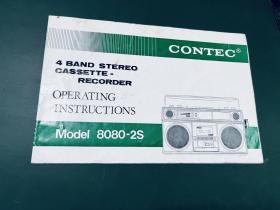 CONTEC®
4 BAND STEREO
CASSETTE-
RECORDER
OPERATING
INSTRUCTIONS
Model 8080-2S